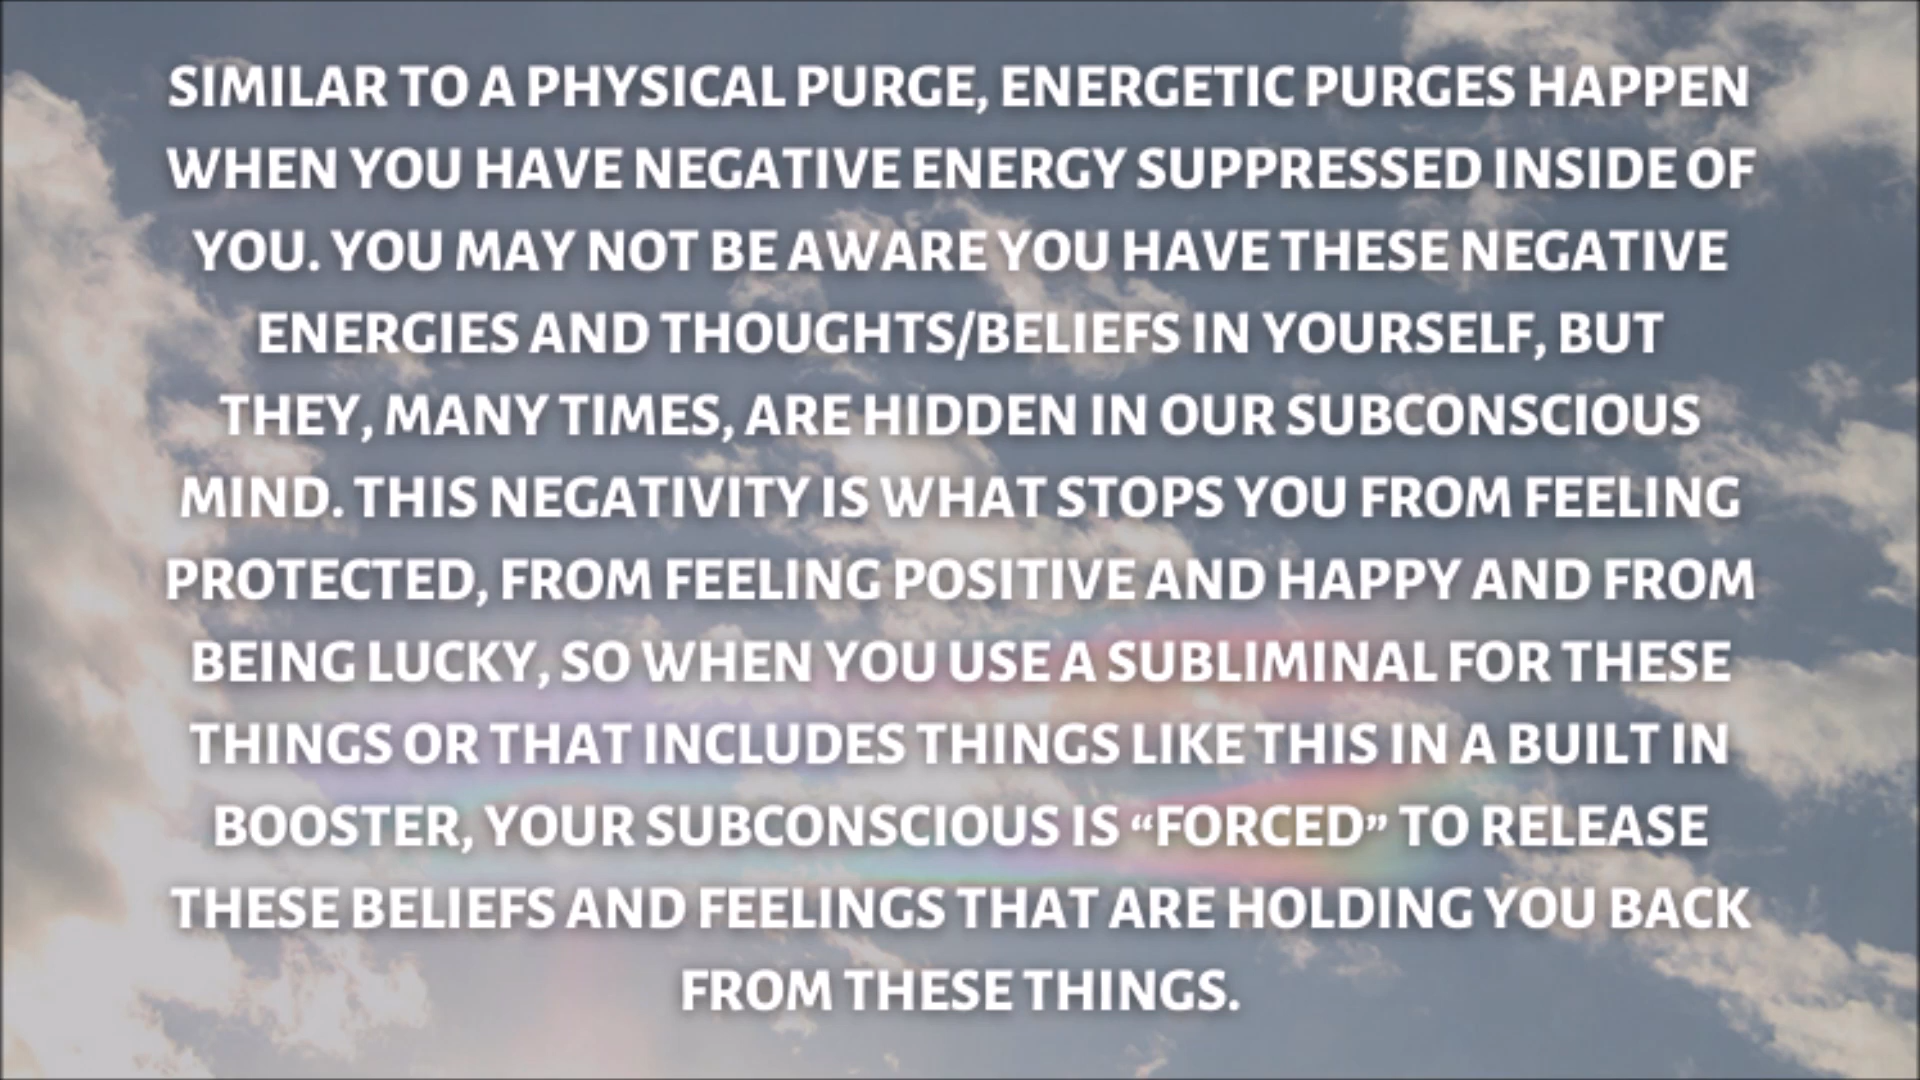 SIMILAR TO A PHYSICAL PURGE, ENERGETIC PURGES HAPPEN
WHEN YOU HAVE NEGATIVE ENERGY SUPPRESSED INSIDE OF
YOU. YOU MAY NOT BE AWARE YOU HAVE THESE NEGATIVE
ENERGIES AND THOUGHTS/BELIEFS IN YOURSELF, BUT
THEY, MANY TIMES, ARE HIDDEN IN OUR SUBCONSCIOUS
MIND. THIS NEGATIVITY IS WHAT STOPS YOU FROM FEELING
PROTECTED, FROM FEELING POSITIVE AND HAPPY AND FROM
BEING LUCKY, SO WHEN YOU USE A SUBLIMINAL FOR THESE
THINGS OR THAT INCLUDES THINGS LIKE THIS IN A BUILT IN
BOOSTER, YOUR SUBCONSCIOUS IS “FORCED” TO RELEASE
THESE BELIEFS AND FEELINGS THAT ARE HOLDING YOU BACK
FROM THESE THINGS.